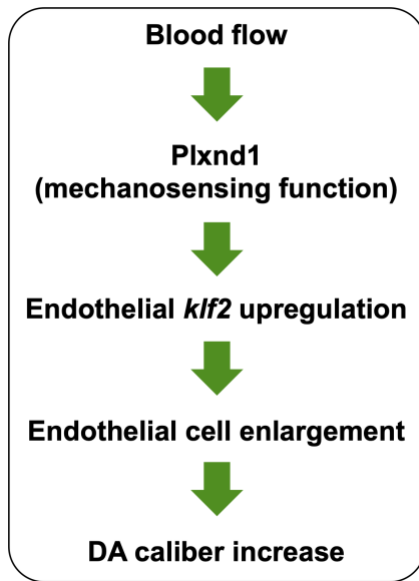 Blood flow
Plxnd1
(mechanosensing function)
Endothelial klf2 upregulation
Endothelial cell enlargement
DA caliber increase